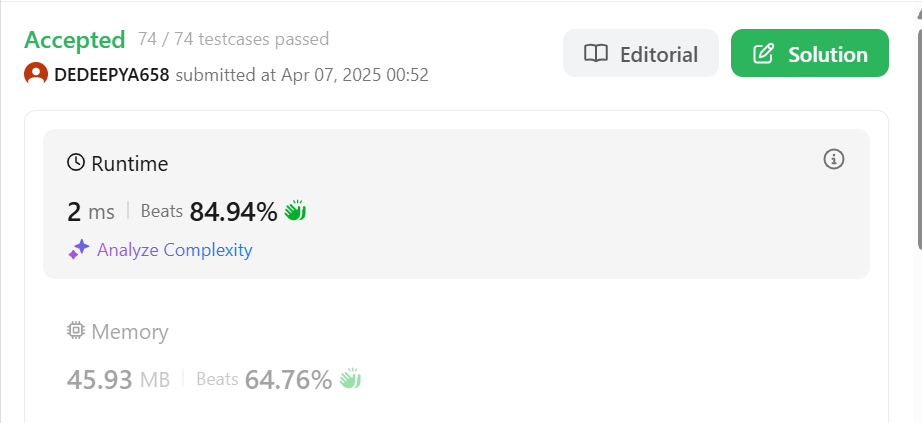 Accepted 74 / 74 testcases passed
DEDEEPYA658 submitted at Apr 07, 2025 00:52
Editorial
Solution
Runtime
2 ms Beats 84.94%
Analyze Complexity
Memory
45.93 MB Beats 64.76%